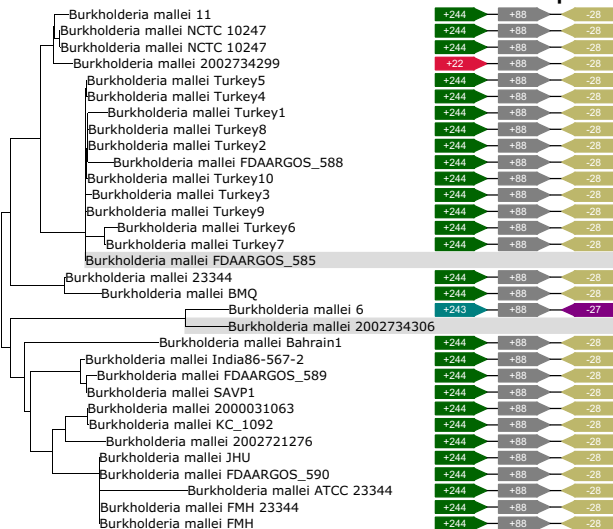 Burkholderia mallei 11 +244 +88 -28
Burkholderia mallei NCTC 10247 +244 +88 -28
Burkholderia mallei NCTC 10247 +244 +88 -28
Burkholderia mallei 2002734299 +22 +88 -28
Burkholderia mallei Turkey5 +244 +88 -28
Burkholderia mallei Turkey4 +244 +88 -28
Burkholderia mallei Turkey1 +244 +88 -28
Burkholderia mallei Turkey8 +244 +88 -28
Burkholderia mallei Turkey2 +244 +88 -28
Burkholderia mallei FDAARGOS_588 +244 +88 -28
Burkholderia mallei Turkey10 +244 +88 -28
Burkholderia mallei Turkey3 +244 +88 -28
Burkholderia mallei Turkey9 +244 +88 -28
Burkholderia mallei Turkey6 +244 +88 -28
Burkholderia mallei Turkey7 +244 +88 -28
Burkholderia mallei FDAARGOS_585
Burkholderia mallei 23344 +244 +88 -28
Burkholderia mallei BMQ +244 +88 -28
Burkholderia mallei 6 +243 +88 -27
Burkholderia mallei 2002734306
Burkholderia mallei Bahrain1 +244 +88 -28
Burkholderia mallei India86-567-2 +244 +88 -28
Burkholderia mallei FDAARGOS_589 +244 +88 -28
Burkholderia mallei SAVP1 +244 +88 -28
Burkholderia mallei 2000031063 +244 +88 -28
Burkholderia mallei KC_1092 +244 +88 -28
Burkholderia mallei 2002721276 +244 +88 -28
Burkholderia mallei JHU +244 +88 -28
Burkholderia mallei FDAARGOS_590 +244 +88 -28
Burkholderia mallei ATCC 23344 +244 +88 -28
Burkholderia mallei FMH 23344 +244 +88 -28
Burkholderia mallei FMH +244 +88 -28